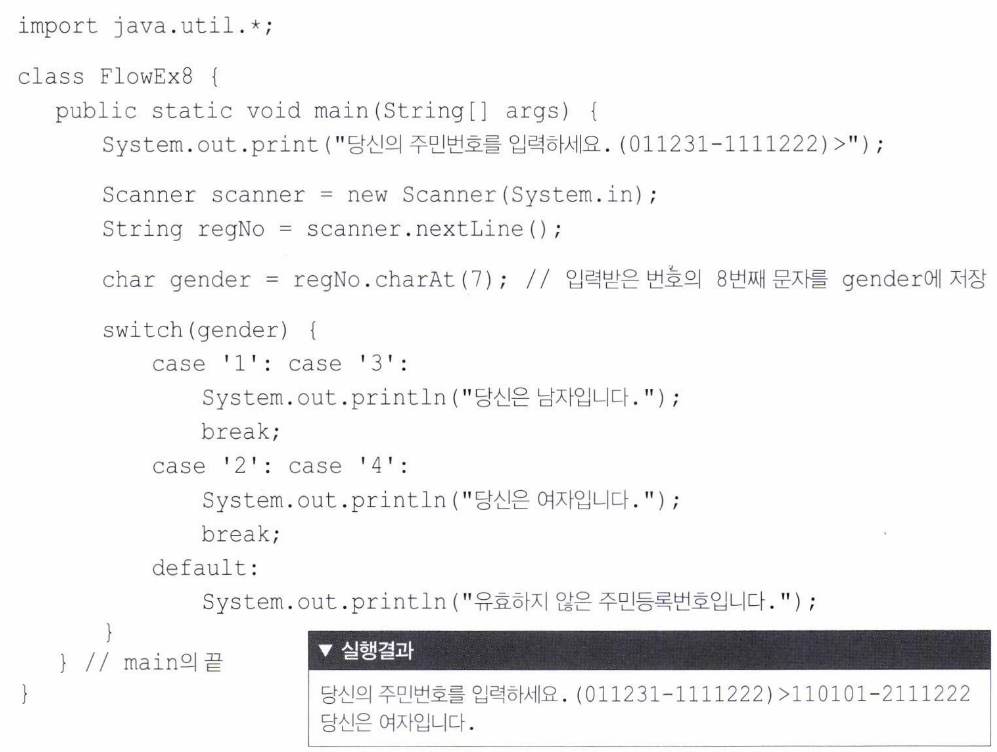 import java.util.*;
class FlowEx8 {
public static void main(String[] args) {
System.out.print("당신의 주민번호를 입력하세요.(011231-1111222)>");
Scanner scanner = new Scanner(System.in);
String regNo = scanner.nextLine();
char gender = regNo.charAt(7); // 입력받은 번호의 8번째 문자를 gender에 저장
switch(gender) {
case '1': case '3':
System.out.println("당신은 남자입니다.");
break;
case '2': case '4':
System.out.println("당신은 여자입니다.");
break;
default:
System.out.println("유효하지 않은 주민등록번호입니다.");
}
} // main의 끝
}
▼ 실행결과
당신의 주민번호를 입력하세요.(011231-1111222)>110101-2111222
당신은 여자입니다.